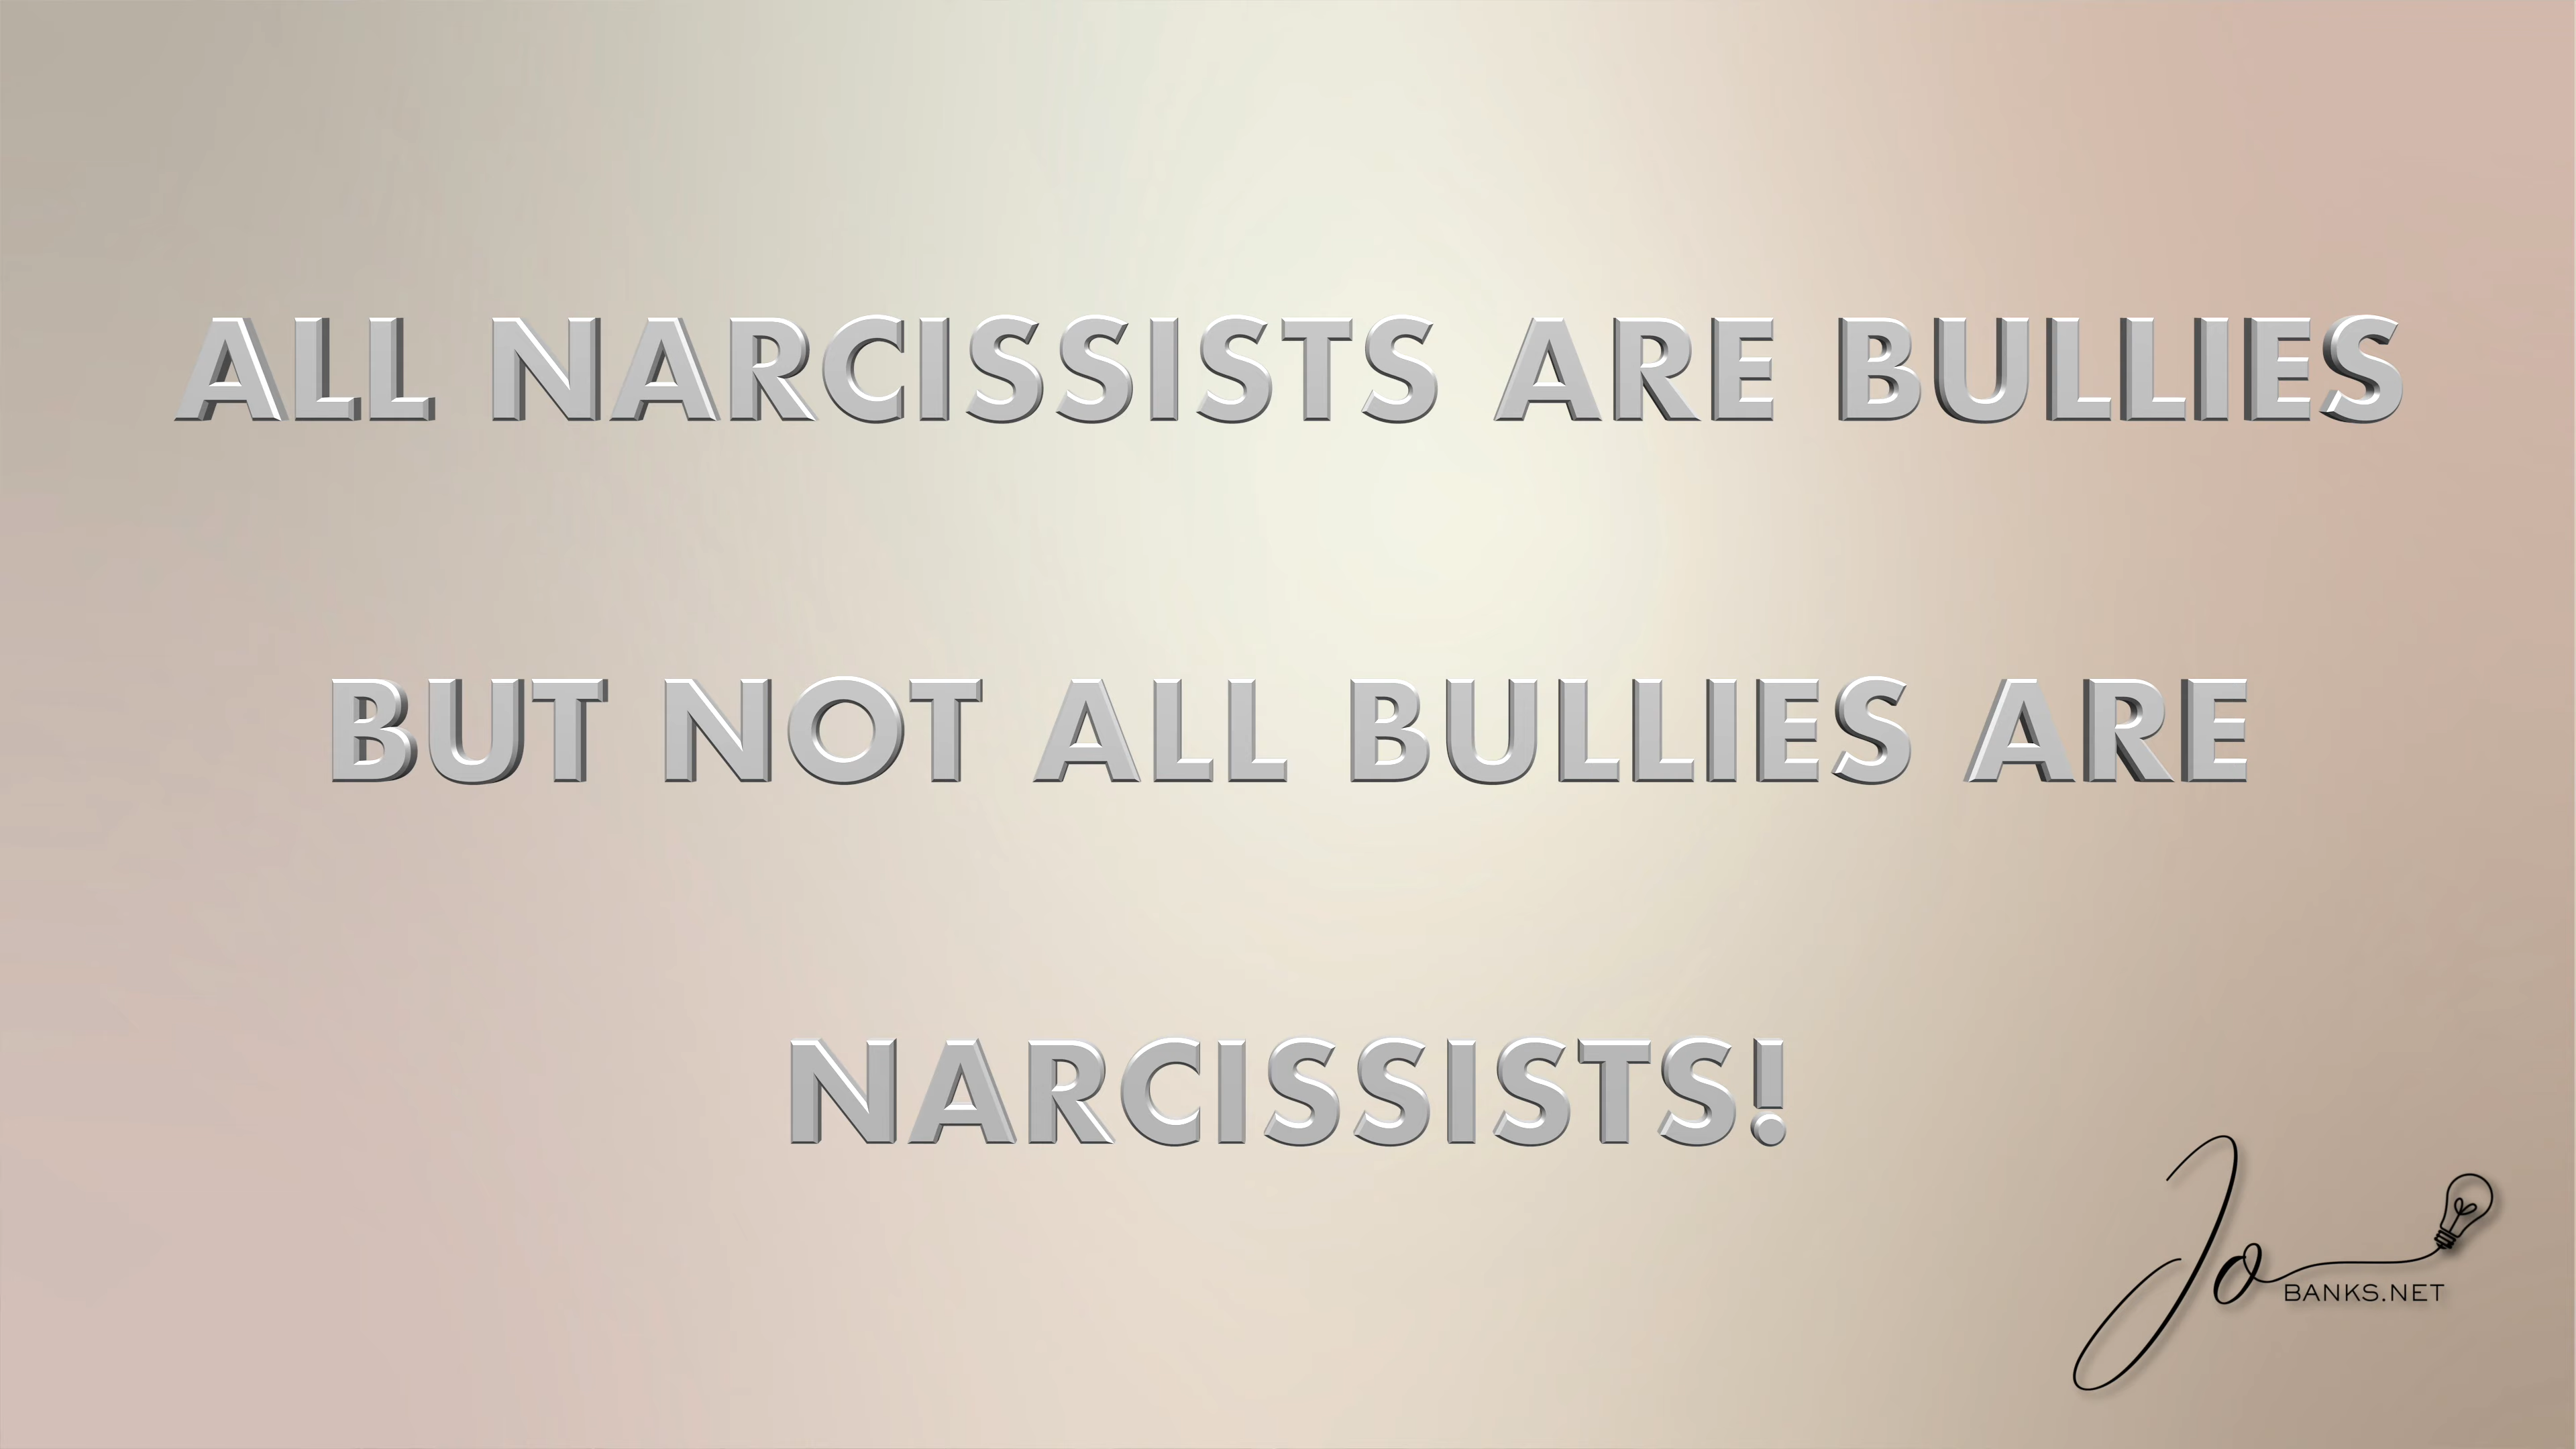 ALL NARCISSISTS ARE BULLIES
BUT NOT ALL BULLIES ARE
NARCISSISTS!
Jo
BANKS.NET